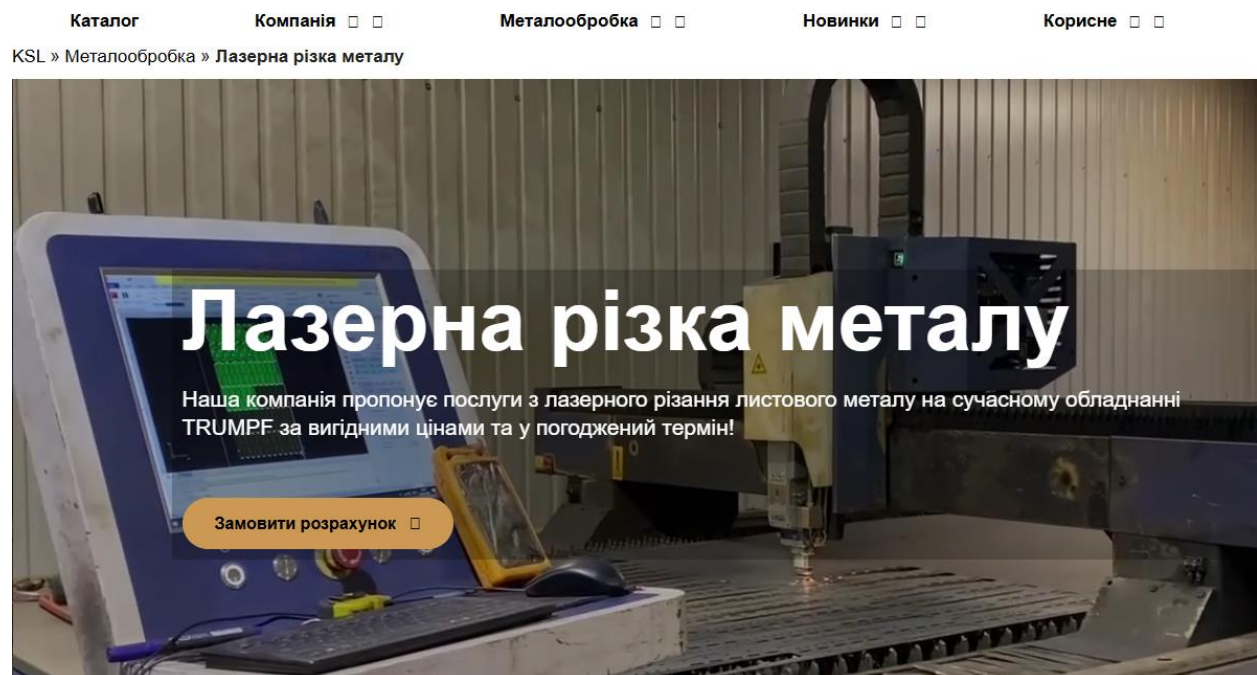 Каталог Компанія Металообробка Новинки Корисне
KSL » Металообробка » Лазерна різка металу
Лазерна різка металу
Наша компанія пропонує послуги з лазерного різання листового металу на сучасному обладнанні
TRUMPF за вигідними цінами та у погоджений термін!
Замовити розрахунок